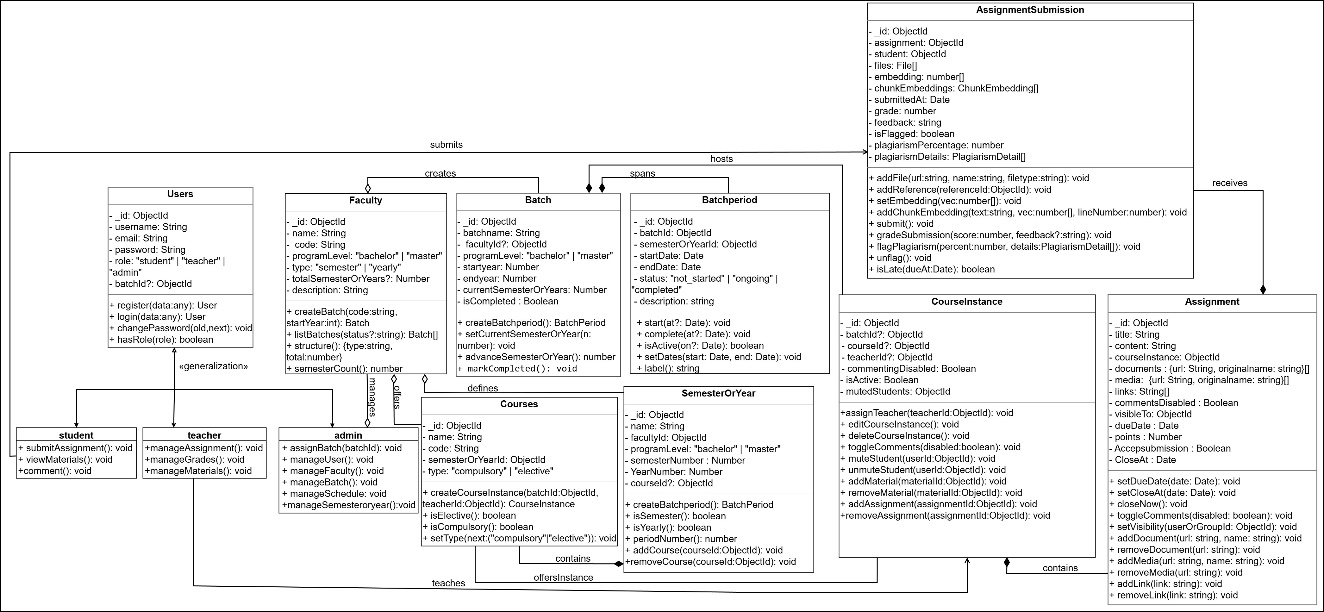 AssignmentSubmission
- _id: ObjectId
- assignment: ObjectId
- student: ObjectId
- files: File[]
- embedding: number[]
- chunkEmbeddings: ChunkEmbedding[]
- submittedAt: Date
- grade: number
- feedback: string
- isFlagged: boolean
- plagiarismPercentage: number
- plagiarismDetails: PlagiarismDetail[]
+ addFile(url:string, name:string, filetype:string): void
+ addReference(referenceId:ObjectId): void
+ setEmbedding(vec:number[]): void
+ addChunkEmbedding(text:string, vec:number[], lineNumber:number): void
+ submit(): void
+ gradeSubmission(score:number, feedback?:string): void
+ flagPlagiarism(percent:number, details:PlagiarismDetail[]): void
+ unflag(): void
+ isLate(dueAt:Date): boolean
submits
hosts
creates
spans
receives
Users
- _id: ObjectId
- username: String
- email: String
- password: String
- role: "student" | "teacher" |
"admin"
- batchId?: ObjectId
+ register(data:any): User
+ login(data:any): User
+ changePassword(old,next): void
+ hasRole(role): boolean
Faculty
- _id: ObjectId
- name: String
- code: String
- programLevel: "bachelor" | "master"
- type: "semester" | "yearly"
- totalSemesterOrYears?: Number
- description: String
+ createBatch(code:string,
startYear:int): Batch
+ listBatches(status?:string): Batch[]
+ structure(): {type:string,
total:number}
+ semesterCount(): number
Batch
- _id: ObjectId
- batchname: String
- facultyId?: ObjectId
- programLevel: "bachelor" | "master"
- startyear: Number
- endyear: Number
- currentSemesterOrYears: Number
- isCompleted : Boolean
+ createBatchperiod(): BatchPeriod
+ setCurrentSemesterOrYear(n:
number): void
+ advanceSemesterOrYear(): number
+ markCompleted(): void
Batchperiod
- _id: ObjectId
- batchId: ObjectId
- semesterOrYearId: ObjectId
- startDate: Date
- endDate: Date
- status: "not_started" | "ongoing" |
"completed"
- description: string
+ start(at?: Date): void
+ complete(at?: Date): void
+ isActive(on?: Date): boolean
+ setDates(start: Date, end: Date): void
+ label(): string
CourseInstance
- _id: ObjectId
- batchId?: ObjectId
- courseId?: ObjectId
- teacherId?: ObjectId
- commentingDisabled: Boolean
- isActive: Boolean
- mutedStudents: ObjectId
+assignTeacher(teacherId:ObjectId): void
+ editCourseInstance(): void
+ deleteCourseInstance(): void
+ toggleComments(disabled:boolean): void
+ muteStudent(userId:ObjectId): void
+ unmuteStudent(userId:ObjectId): void
+ addMaterial(materialId:ObjectId): void
+ removeMaterial(materialId:ObjectId): void
+ addAssignment(assignmentId:ObjectId): void
+removeAssignment(assignmentId:ObjectId): void
Assignment
- _id: ObjectId
- title: String
- content: String
- courseInstance: ObjectId
- documents : {url: String, originalname: string}[]
- media: {url: String, originalname: string)[]
- links: String[]
- commentsDisabled : Boolean
- visibleTo: ObjectId
- dueDate : Date
- points : Number
- Accepsubmission : Boolean
- CloseAt : Date
+ setDueDate(date: Date): void
+ setCloseAt(date: Date): void
+ closeNow(): void
+ toggleComments(disabled: boolean): void
+ setVisibility(userOrGroupId: ObjectId): void
+ addDocument(url: string, name: string): void
+ removeDocument(url: string): void
+ addMedia(url: string, name: string): void
+ removeMedia(url: string): void
+ addLink(link: string): void
+ removeLink(link: string): void
«generalization»
manages
offers
defines
student
+ submitAssignment(): void
+ viewMaterials(): void
+comment(): void
teacher
+manageAssignment(): void
+manageGrades(): void
+manageMaterials(): void
admin
+ assignBatch(batchId): void
+ manageUser(): void
+ manageFaculty(): void
+ manageBatch(): void
+ manageSchedule: void
+manageSemesteroryear():void
Courses
- _id: ObjectId
- name: String
- code: String
- semesterOrYearId: ObjectId
- type: "compulsory" | "elective"
+ createCourseInstance(batchId:ObjectId,
teacherId:ObjectId): CourseInstance
+ isElective(): boolean
+ isCompulsory(): boolean
+ setType(next:("compulsory"|"elective")): void
SemesterOrYear
- _id: ObjectId
- name: String
- facultyId: ObjectId
- programLevel: "bachelor" | "master"
- semesterNumber : Number
- YearNumber: Number
- courseId?: ObjectId
+ createBatchperiod(): BatchPeriod
+ isSemester(): boolean
+ isYearly(): boolean
+ periodNumber(): number
+ addCourse(courseId:ObjectId): void
+removeCourse(courseId:ObjectId): void
contains
offersInstance
teaches
contains